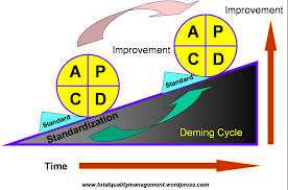 Improvement
A P
C D
Improvement
A P
C D
Standard
Standard
Standardization
Deming Cycle
Time
www.totalqualitymanagement.wordpress.com